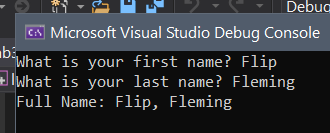 Debug
Microsoft Visual Studio Debug Console
What is your first name? Flip
What is your last name? Fleming
Full Name: Flip, Fleming